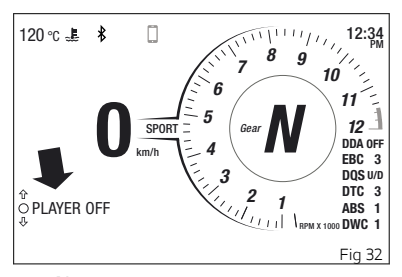 120 °C
12:34
PM
8
9
7
10
6
11
5
12
4
3
2
1
SPORT
0
km/h
Gear
N
RPM X 1000
DDA OFF
EBC 3
DQS U/D
DTC 3
ABS 1
DWC 1
PLAYER OFF
Fig 32